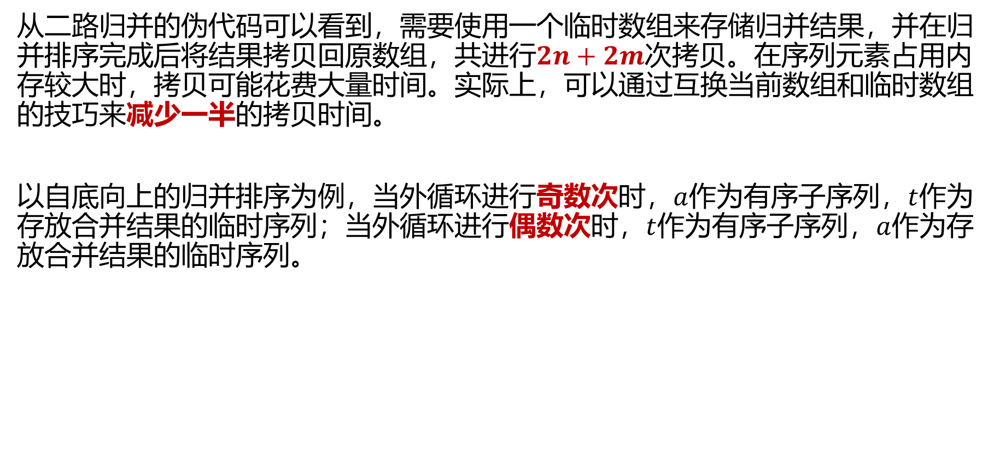 从二路归并的伪代码可以看到，需要使用一个临时数组来存储归并结果，并在归
并排序完成后将结果拷贝回原数组，共进行2n + 2m次拷贝。在序列元素占用内
存较大时，拷贝可能花费大量时间。实际上，可以通过互换当前数组和临时数组
的技巧来减少一半的拷贝时间。
以自底向上的归并排序为例，当外循环进行奇数次时，a作为有序子序列，t作为
存放合并结果的临时序列；当外循环进行偶数次时，t作为有序子序列，a作为存
放合并结果的临时序列。